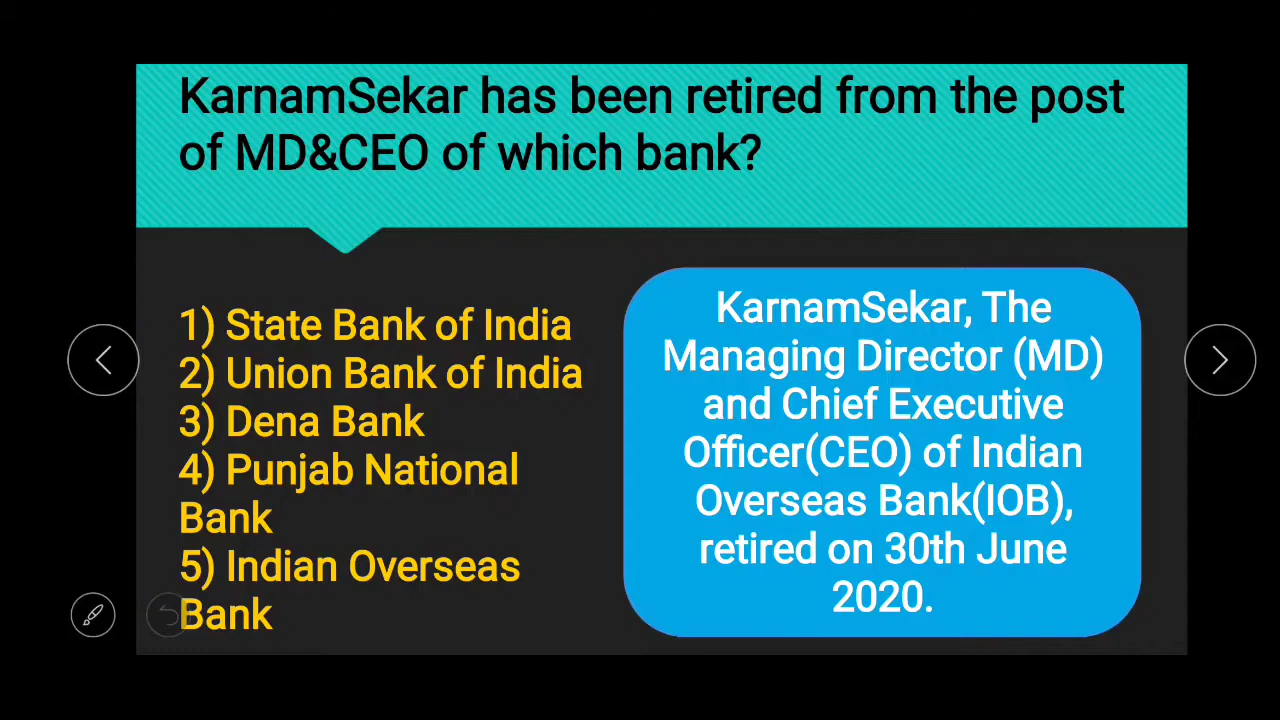 KarnamSekar has been retired from the post
of MD&CEO of which bank?
1) State Bank of India
2) Union Bank of India
3) Dena Bank
4) Punjab National
Bank
5) Indian Overseas
Bank
KarnamSekar, The
Managing Director (MD)
and Chief Executive
Officer(CEO) of Indian
Overseas Bank(IOB),
retired on 30th June
2020.